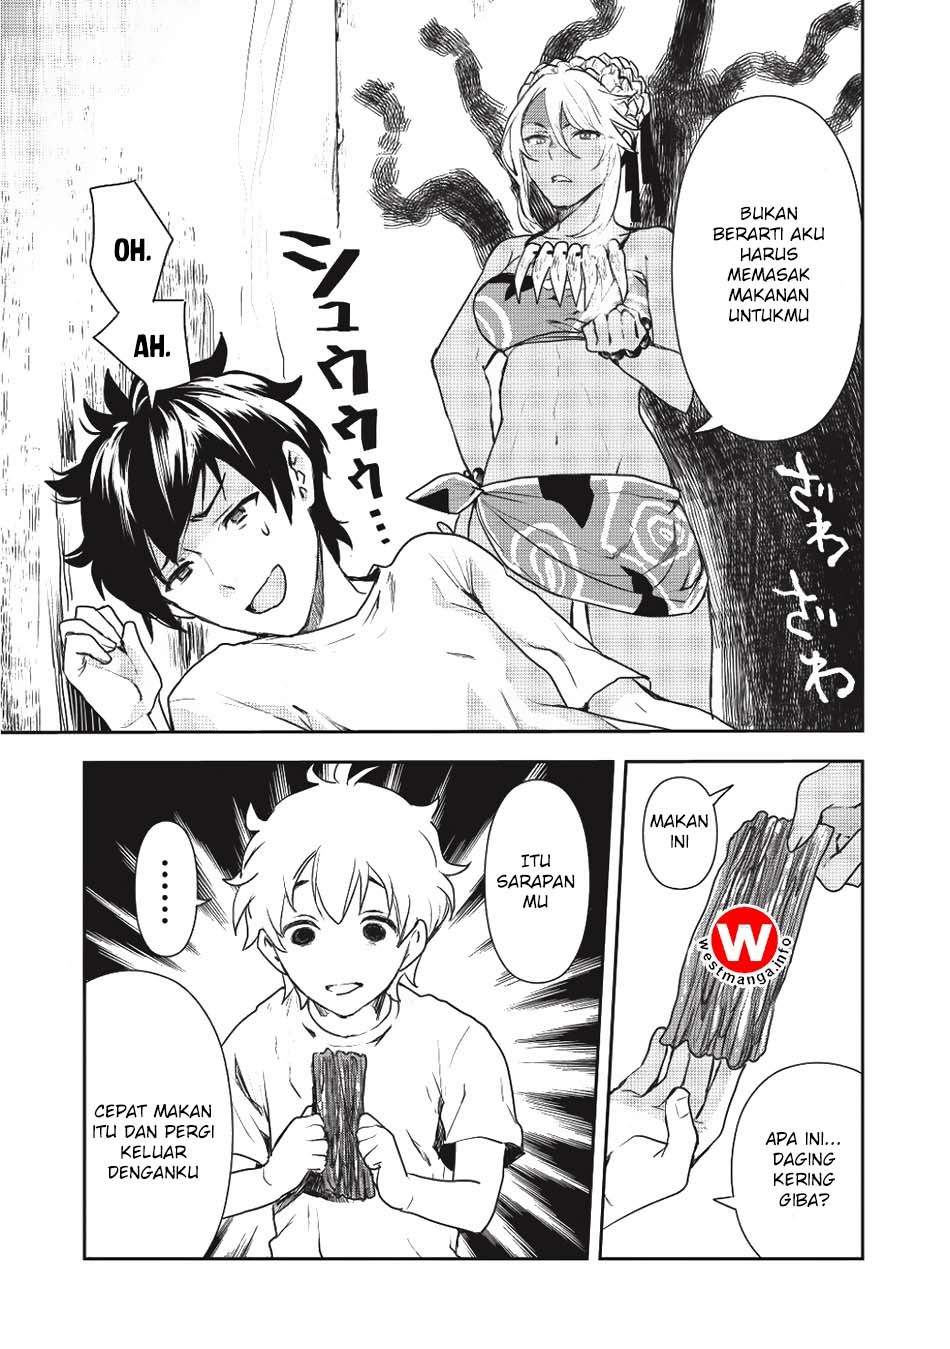 BUKAN
BERARTI AKU
HARUS
MEMASAK
MAKANAN
UNTUKMU
OH.
AH.
シュウウウウ…
ざわ
ざわ
MAKAN
INI
W
westmanga.info
APA INI...
DAGING
KERING
GIBA?
ITU
SARAPAN
MU
......
CEPAT MAKAN
ITU DAN PERGI
KELUAR
DENGANKU